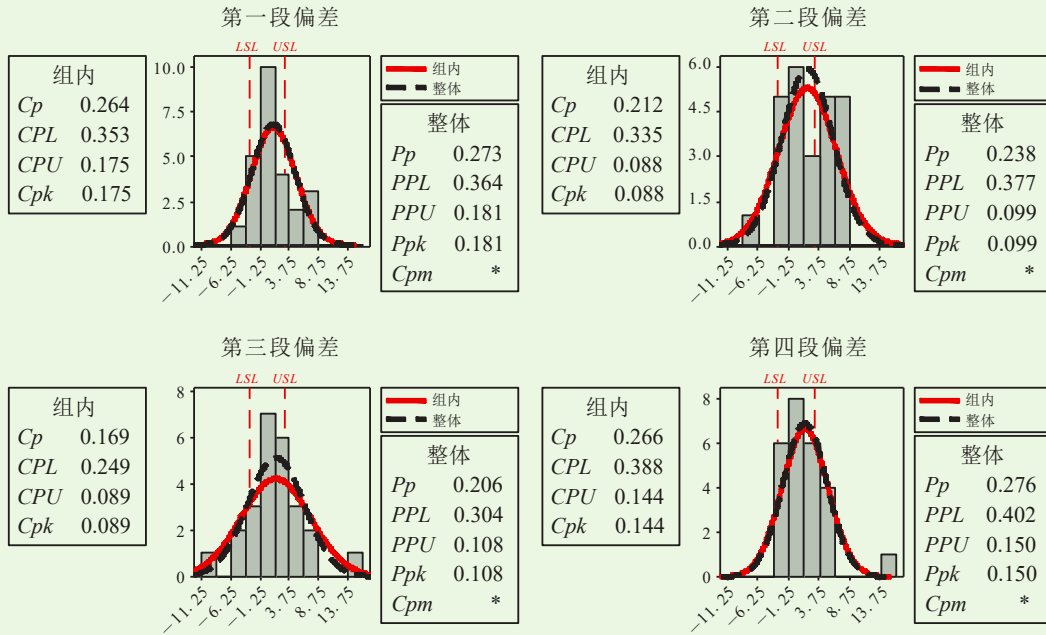 第一段偏差
LSL USL
组内
Cp 0.264
CPL 0.353
CPU 0.175
Cpk 0.175
10.0
7.5
5.0
2.5
0.0
−11.25 −6.25 −1.25 3.75 8.75 13.75
组内
整体
整体
Pp 0.273
PPL 0.364
PPU 0.181
Ppk 0.181
Cpm *
第二段偏差
LSL USL
组内
Cp 0.212
CPL 0.335
CPU 0.088
Cpk 0.088
6.0
4.5
3.0
1.5
0.0
−11.25 −6.25 −1.25 3.75 8.75 13.75
组内
整体
整体
Pp 0.238
PPL 0.377
PPU 0.099
Ppk 0.099
Cpm *
第三段偏差
LSL USL
组内
Cp 0.169
CPL 0.249
CPU 0.089
Cpk 0.089
8
6
4
2
0
−11.25 −6.25 −1.25 3.75 8.75 13.75
组内
整体
整体
Pp 0.206
PPL 0.304
PPU 0.108
Ppk 0.108
Cpm *
第四段偏差
LSL USL
组内
Cp 0.266
CPL 0.388
CPU 0.144
Cpk 0.144
8
6
4
2
0
−11.25 −6.25 −1.25 3.75 8.75 13.75
组内
整体
整体
Pp 0.276
PPL 0.402
PPU 0.150
Ppk 0.150
Cpm *